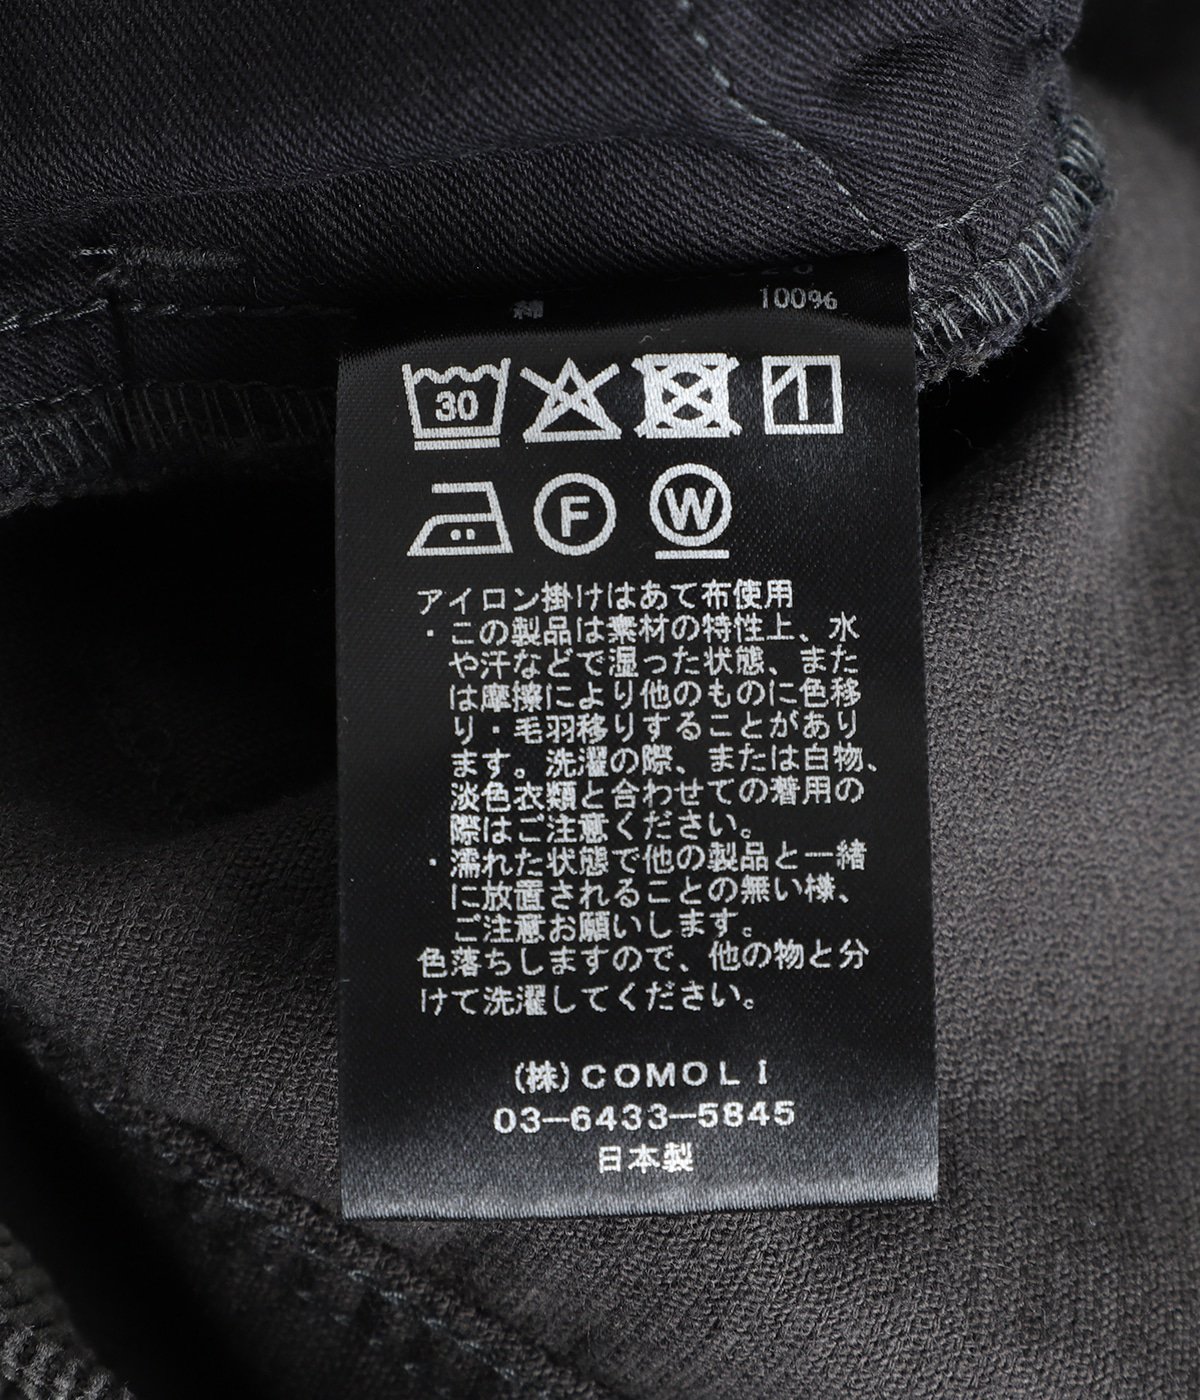 綿 100%
30
F W
アイロン掛けはあて布使用
・この製品は素材の特性上、水
や汗などで湿った状態、また
は摩擦により他のものに色移
り・毛羽移りすることがあり
ます。洗濯の際、または白物、
淡色衣類と合わせての着用の
際はご注意ください。
・濡れた状態で他の製品と一緒
に放置されることの無い様、
ご注意お願いします。
色落ちしますので、他の物と分
けて洗濯してください。
(株)COMOLI
03-6433-5845
日本製